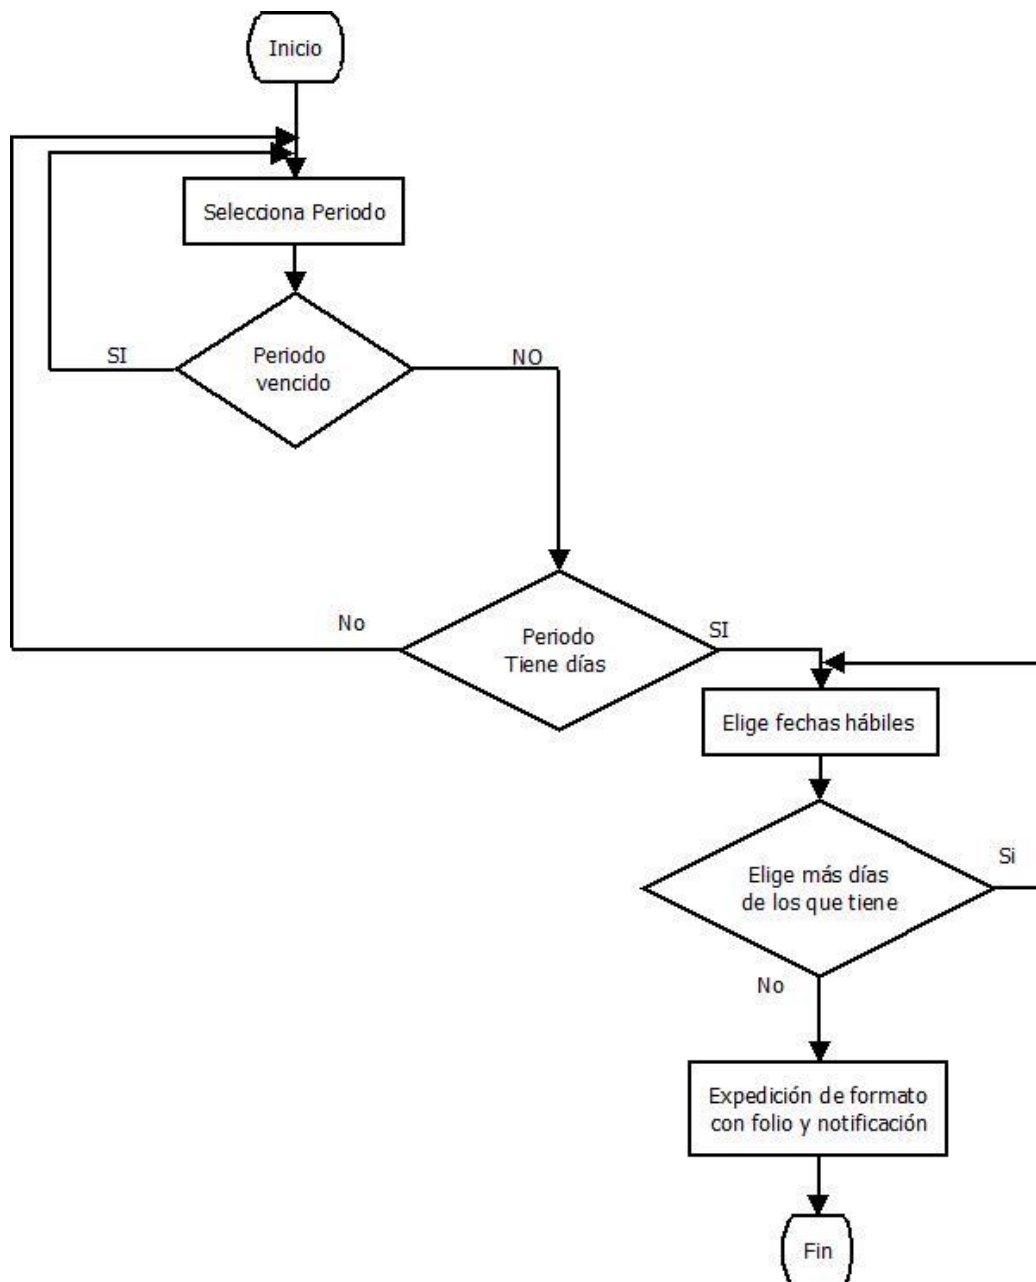 Inicio
Selecciona Periodo
SI
Periodo
vencido
NO
No
Periodo
Tiene días
SI
Elige fechas hábiles
Elige más días
de los que tiene
Si
No
Expedición de formato
con folio y notificación
Fin